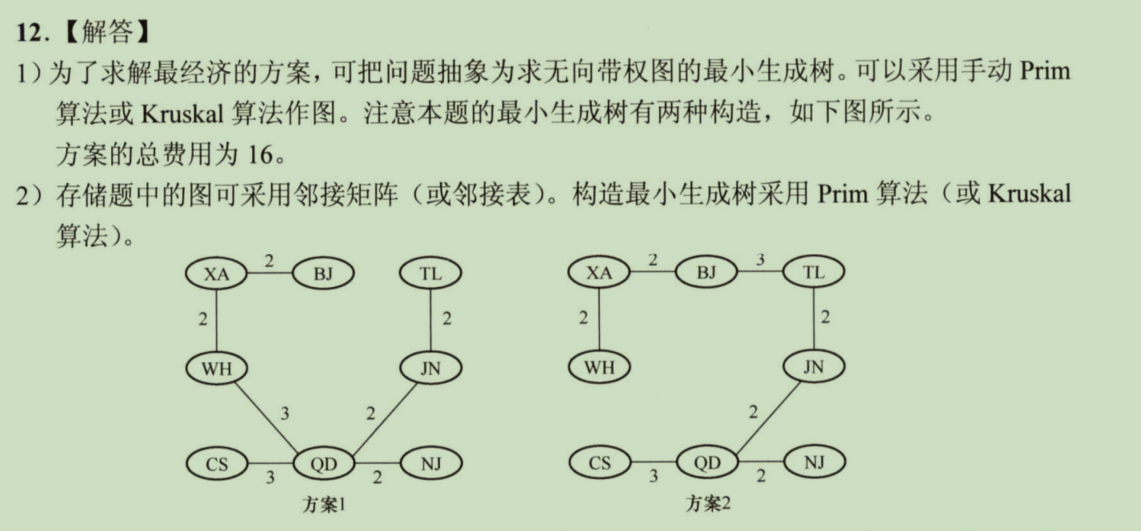 12.【解答】
1)为了求解最经济的方案，可把问题抽象为求无向带权图的最小生成树。可以采用手动 Prim
算法或 Kruskal 算法作图。注意本题的最小生成树有两种构造，如下图所示。
方案的总费用为 16。
2）存储题中的图可采用邻接矩阵（或邻接表）。构造最小生成树采用 Prim 算法（或 Kruskal
算法）。
XA 2 BJ TL
2 2
WH JN
3 2
CS 3 QD 2 NJ
方案1
XA 2 BJ 3 TL
2 2
WH JN
2
CS 3 QD 2 NJ
方案2